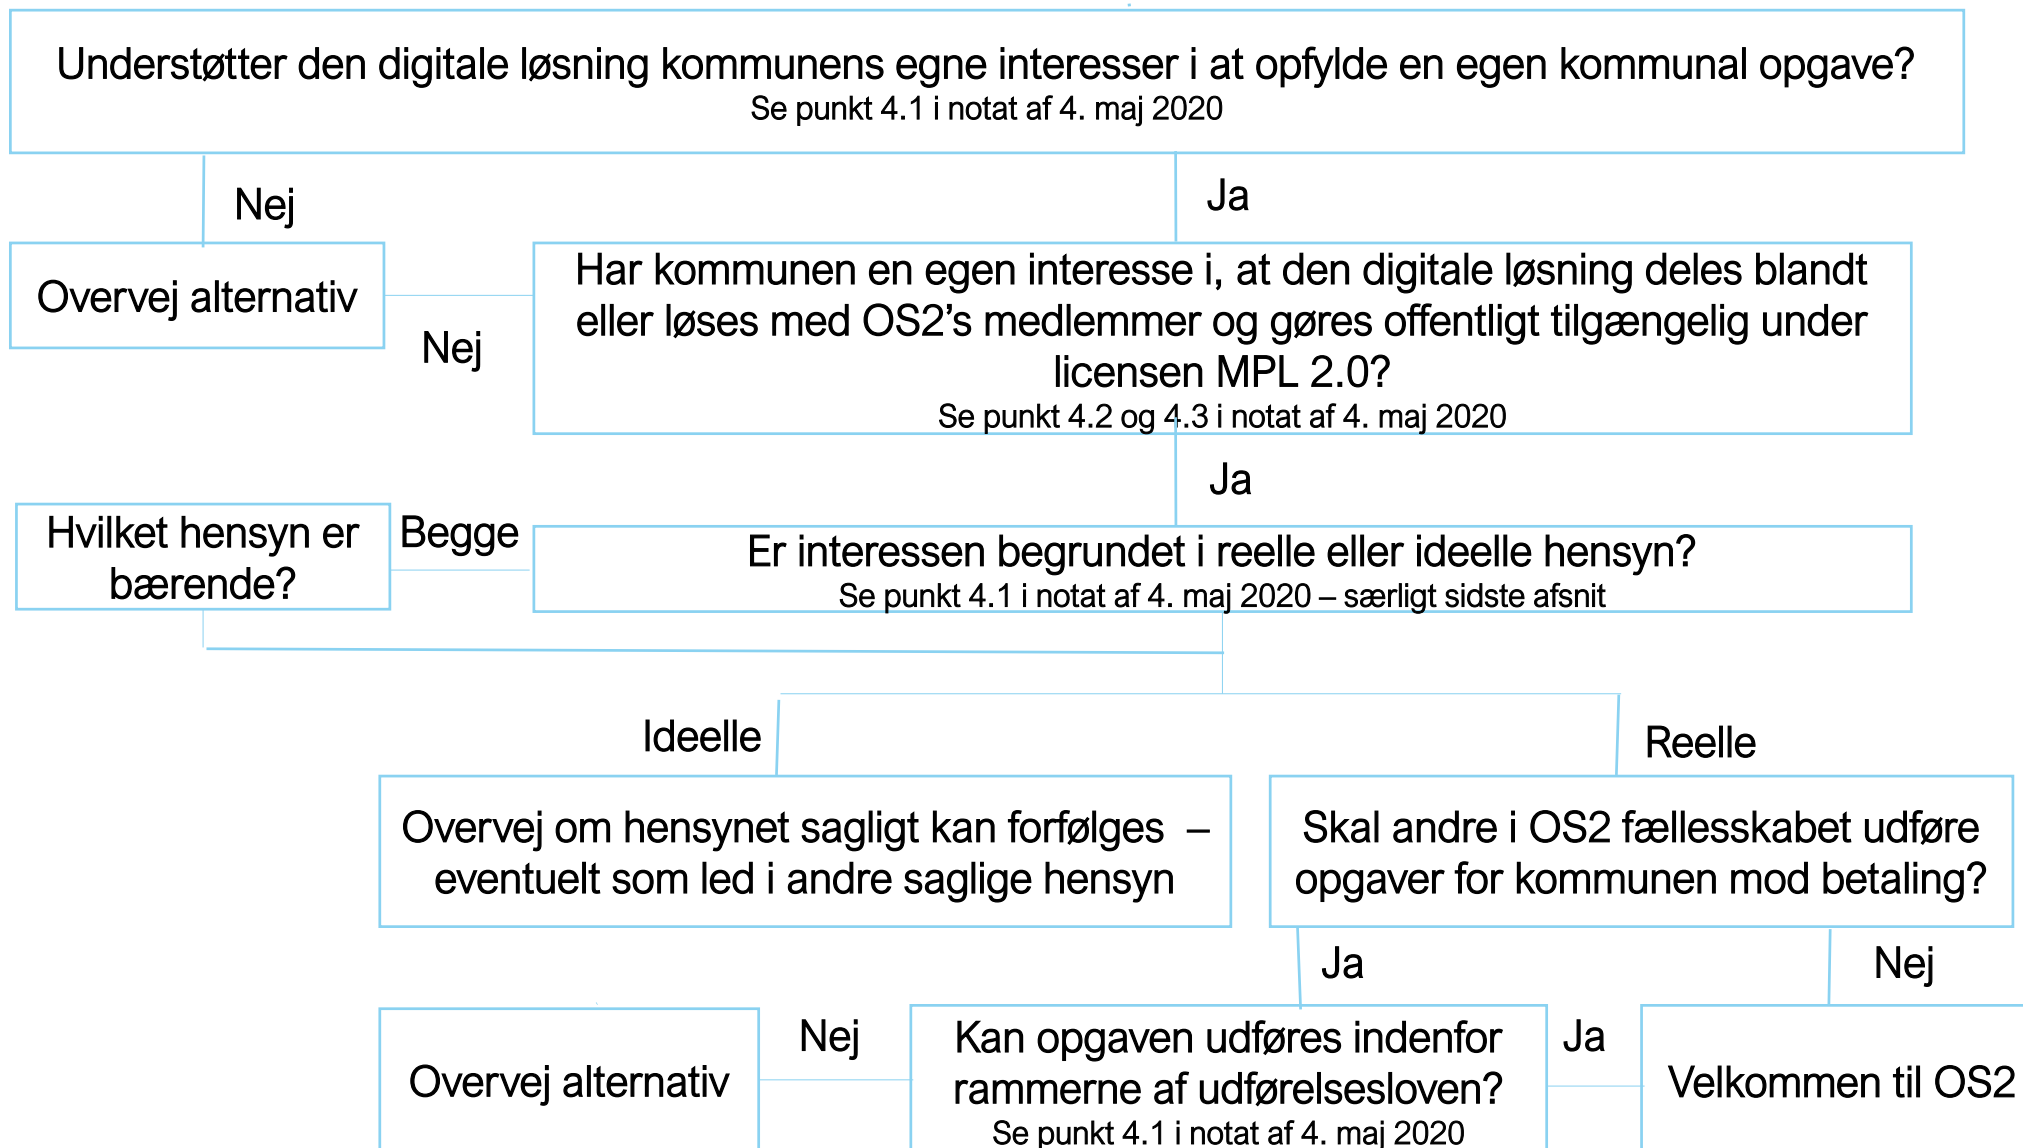 Understøtter den digitale løsning kommunens egne interesser i at opfylde en egen kommunal opgave?
Se punkt 4.1 i notat af 4. maj 2020
Nej
Ja
Overvej alternativ
Nej
Har kommunen en egen interesse i, at den digitale løsning deles blandt
eller løses med OS2's medlemmer og gøres offentligt tilgængelig under
licensen MPL 2.0?
Se punkt 4.2 og 4.3 i notat af 4. maj 2020
Ja
Hvilket hensyn er
bærende?
Begge
Er interessen begrundet i reelle eller ideelle hensyn?
Se punkt 4.1 i notat af 4. maj 2020 – særligt sidste afsnit
Ideelle
Reelle
Overvej om hensynet sagligt kan forfølges –
eventuelt som led i andre saglige hensyn
Skal andre i OS2 fællesskabet udføre
opgaver for kommunen mod betaling?
Ja
Nej
Overvej alternativ
Nej
Kan opgaven udføres indenfor
rammerne af udførelsesloven?
Se punkt 4.1 i notat af 4. maj 2020
Ja
Velkommen til OS2